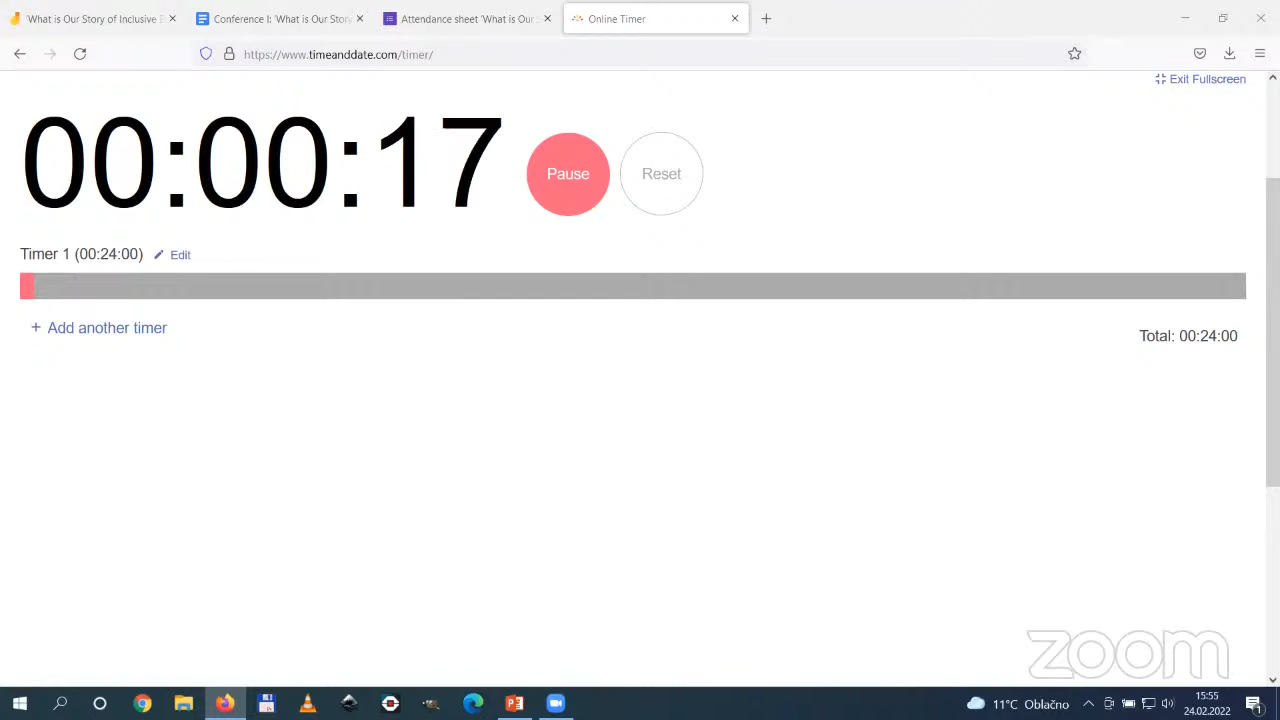 'What is Our Story of Inclusive E
Conference I: 'What is Our Story
Attendance sheet 'What is Our
Online Timer
https://www.timeanddate.com/timer/
Exit Fullscreen
00:00:17
Pause
Reset
Timer 1 (00:24:00)
Edit
+ Add another timer
Total: 00:24:00
zoom
11°C Oblačno
15:55
24.02.2022
1